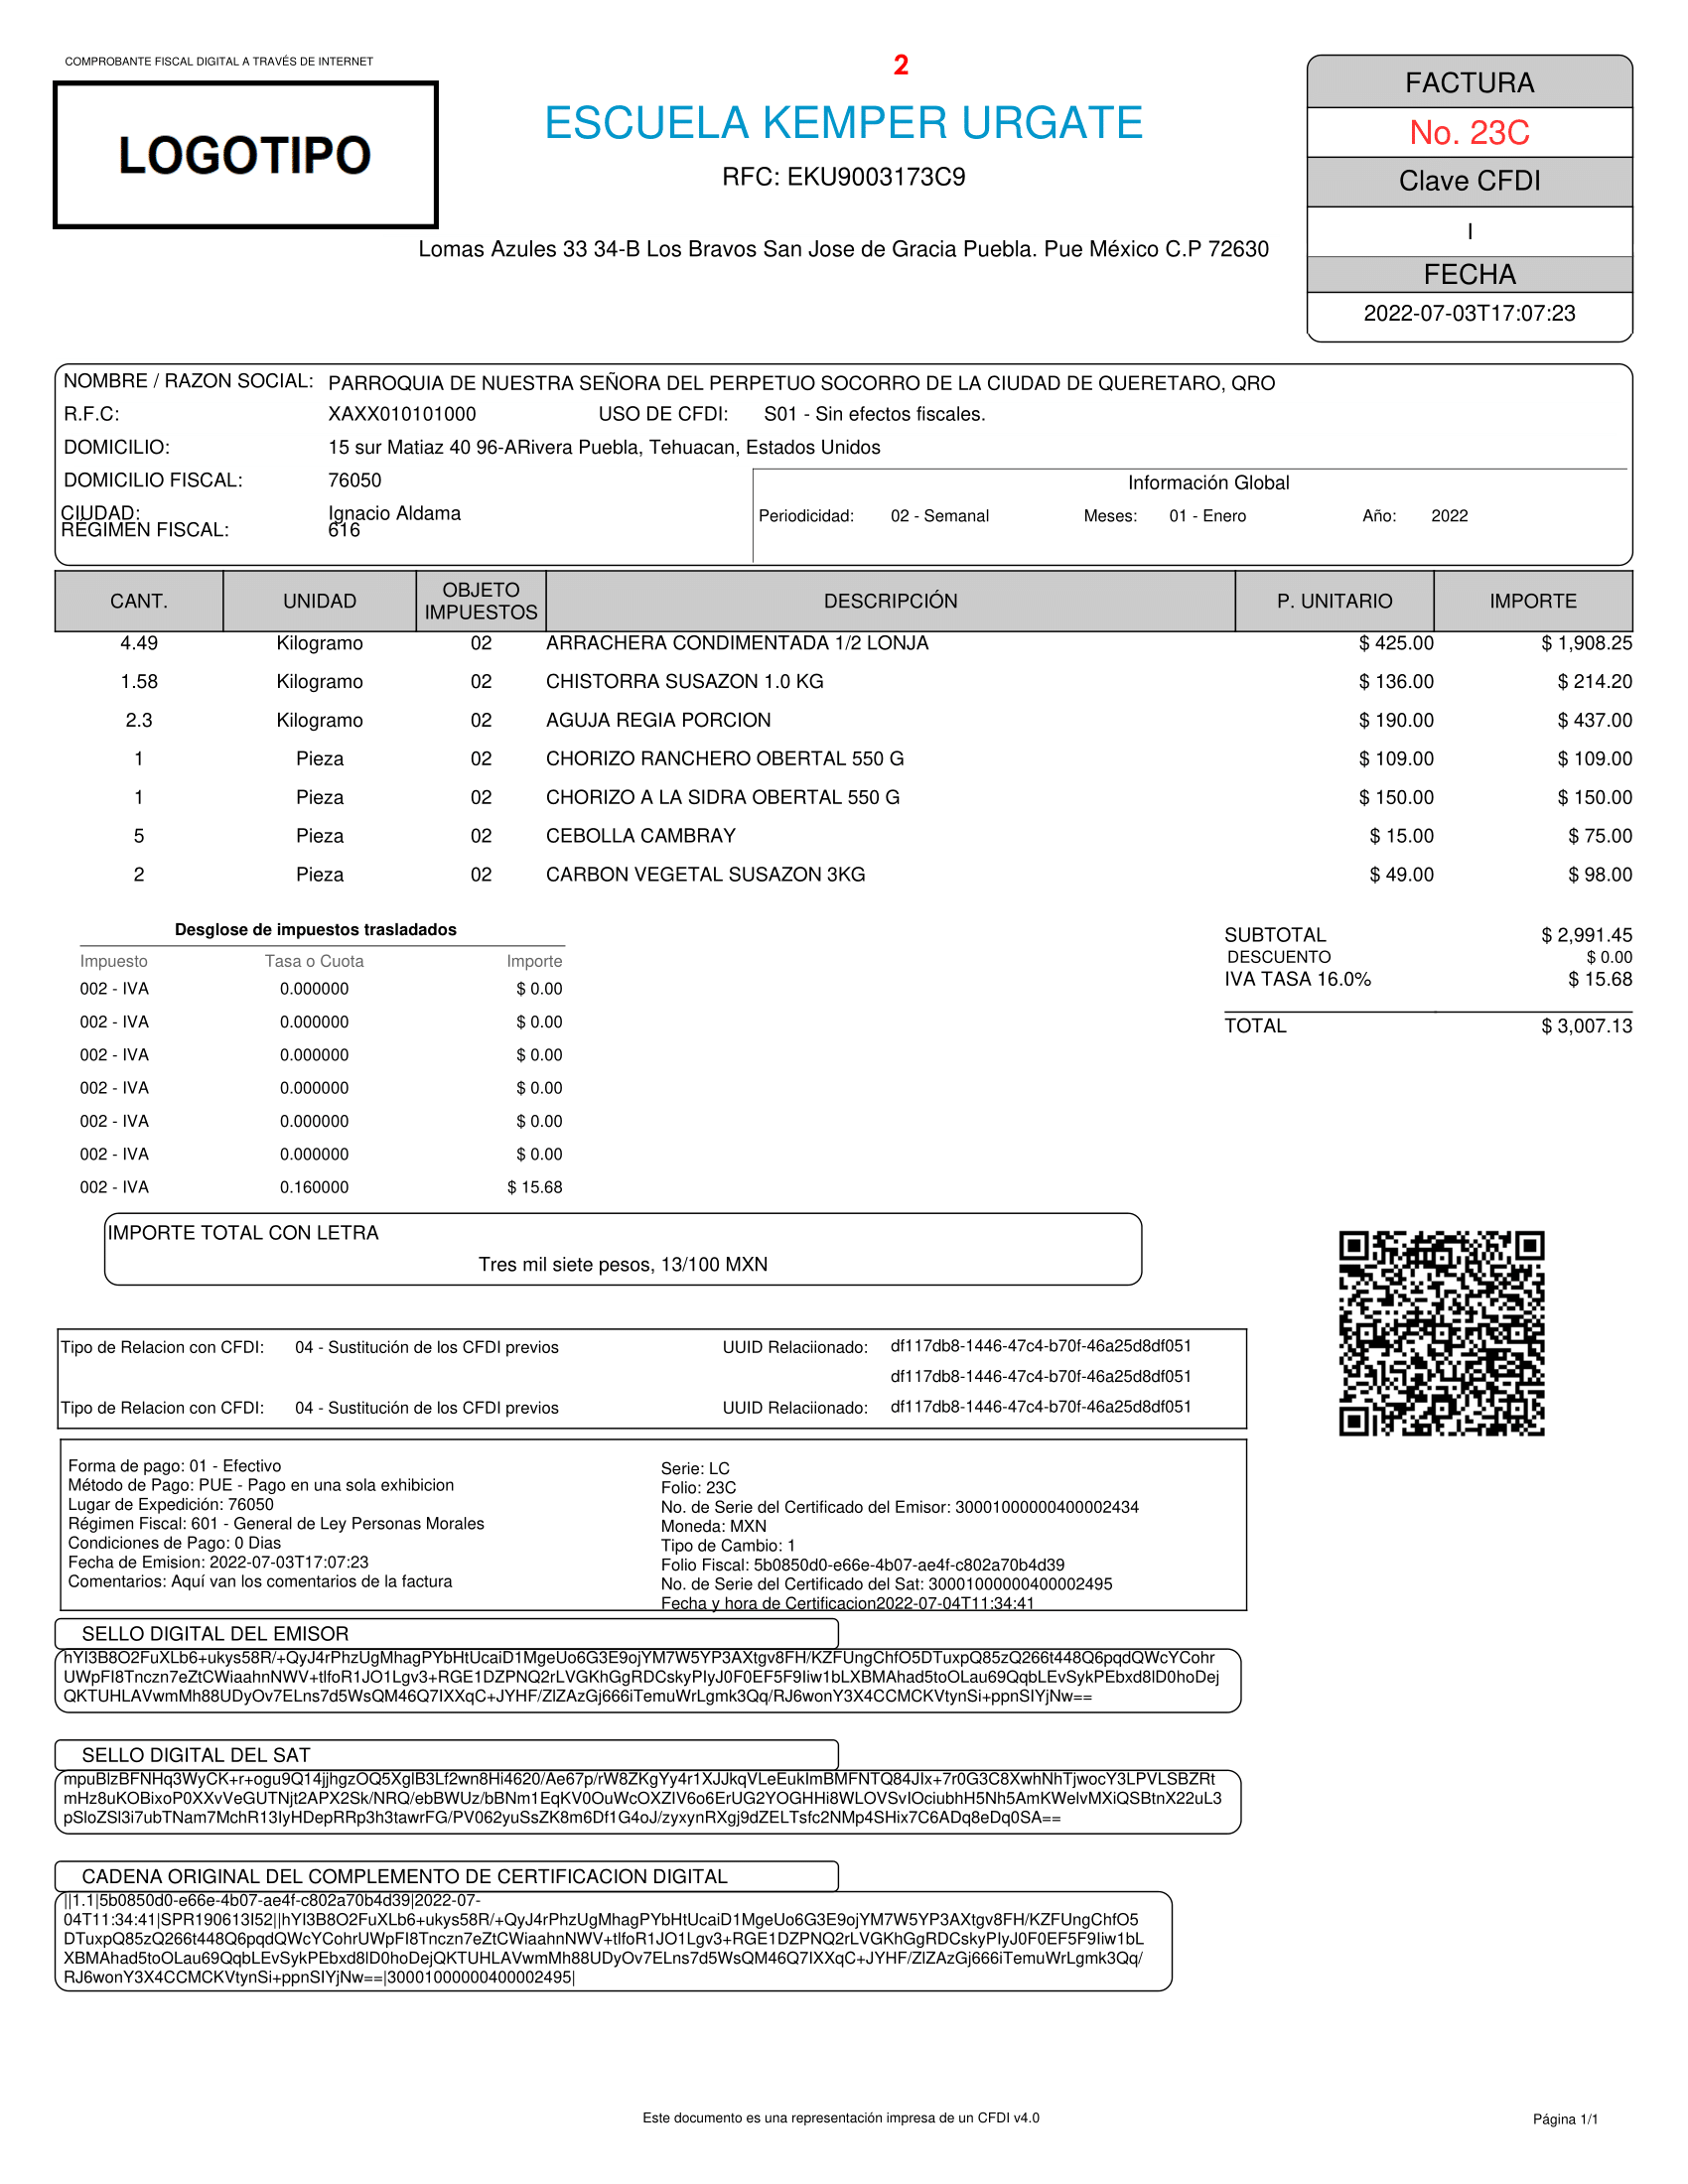 COMPROBANTE FISCAL DIGITAL A TRAVÉS DE INTERNET
2
LOGOTIPO
ESCUELA KEMPER URGATE
RFC: EKU9003173C9
Lomas Azules 33 34-B Los Bravos San Jose de Gracia Puebla. Pue México C.P 72630
FACTURA
No. 23C
Clave CFDI
I
FECHA
2022-07-03T17:07:23
NOMBRE / RAZON SOCIAL: PARROQUIA DE NUESTRA SEÑORA DEL PERPETUO SOCORRO DE LA CIUDAD DE QUERETARO, QRO
R.F.C: XAXX010101000 USO DE CFDI: S01 - Sin efectos fiscales.
DOMICILIO: 15 sur Matiaz 40 96-ARivera Puebla, Tehuacan, Estados Unidos
DOMICILIO FISCAL: 76050
CIUDAD: Ignacio Aldama
RÉGIMEN FISCAL: 616
Información Global
Periodicidad: 02 - Semanal Meses: 01 - Enero Año: 2022
CANT. UNIDAD OBJETO IMPUESTOS DESCRIPCIÓN P. UNITARIO IMPORTE
4.49 Kilogramo 02 ARRACHERA CONDIMENTADA 1/2 LONJA $ 425.00 $ 1,908.25
1.58 Kilogramo 02 CHISTORRA SUSAZON 1.0 KG $ 136.00 $ 214.20
2.3 Kilogramo 02 AGUJA REGIA PORCION $ 190.00 $ 437.00
1 Pieza 02 CHORIZO RANCHERO OBERTAL 550 G $ 109.00 $ 109.00
1 Pieza 02 CHORIZO A LA SIDRA OBERTAL 550 G $ 150.00 $ 150.00
5 Pieza 02 CEBOLLA CAMBRAY $ 15.00 $ 75.00
2 Pieza 02 CARBON VEGETAL SUSAZON 3KG $ 49.00 $ 98.00
Desglose de impuestos trasladados
Impuesto Tasa o Cuota Importe
002 - IVA 0.000000 $ 0.00
002 - IVA 0.000000 $ 0.00
002 - IVA 0.000000 $ 0.00
002 - IVA 0.000000 $ 0.00
002 - IVA 0.000000 $ 0.00
002 - IVA 0.000000 $ 0.00
002 - IVA 0.160000 $ 15.68
SUBTOTAL $ 2,991.45
DESCUENTO $ 0.00
IVA TASA 16.0% $ 15.68
TOTAL $ 3,007.13
IMPORTE TOTAL CON LETRA
Tres mil siete pesos, 13/100 MXN
Tipo de Relacion con CFDI: 04 - Sustitución de los CFDI previos UUID Relaciionado: df117db8-1446-47c4-b70f-46a25d8df051
df117db8-1446-47c4-b70f-46a25d8df051
Tipo de Relacion con CFDI: 04 - Sustitución de los CFDI previos UUID Relaciionado: df117db8-1446-47c4-b70f-46a25d8df051
Forma de pago: 01 - Efectivo
Método de Pago: PUE - Pago en una sola exhibicion
Lugar de Expedición: 76050
Régimen Fiscal: 601 - General de Ley Personas Morales
Condiciones de Pago: 0 Dias
Fecha de Emision: 2022-07-03T17:07:23
Comentarios: Aquí van los comentarios de la factura
Serie: LC
Folio: 23C
No. de Serie del Certificado del Emisor: 30001000000400002434
Moneda: MXN
Tipo de Cambio: 1
Folio Fiscal: 5b0850d0-e66e-4b07-ae4f-c802a70b4d39
No. de Serie del Certificado del Sat: 30001000000400002495
Fecha y hora de Certificacion2022-07-04T11:34:41
SELLO DIGITAL DEL EMISOR
hYI3B8O2FuXLb6+ukys58R/+QyJ4rPhzUgMhagPYbHtUcaiD1MgeUo6G3E9ojYM7W5YP3AXtgv8FH/KZFUngChfO5DTuxpQ85zQ266t448Q6pqdQWcYCohr
UWpFI8Tnczn7eZtCWiaahnNWV+tlfoR1JO1Lgv3+RGE1DZPNQ2rLVGKhGgRDCskyPIyJ0F0EF5F9Iiw1bLXBMAhad5toOLau69QqbLEvSykPEbxd8lD0hoDej
QKTUHLAVwmMh88UDyOv7ELns7d5WsQM46Q7IXXqC+JYHF/ZIZAzGj666iTemuWrLgmk3Qq/RJ6wonY3X4CCMCKVtynSi+ppnSIYjNw==
SELLO DIGITAL DEL SAT
mpuBlzBFNHq3WyCK+r+ogu9Q14jjhgzOQ5XglB3Lf2wn8Hi4620/Ae67p/rW8ZKgYy4r1XJJkqVLeEukImBMFNTQ84JIx+7r0G3C8XwhNhTjwocY3LPVLSBZRt
mHz8uKOBixoP0XXvVeGUTNjt2APX2Sk/NRQ/ebBWUz/bBNm1EqKV0OuWcOXZIV6o6ErUG2YOGHHi8WLOVSvIOciubhH5Nh5AmKWelvMXiQSBtnX22uL3
pSloZSl3i7ubTNam7MchR13IyHDepRRp3h3tawrFG/PV062yuSsZK8m6Df1G4oJ/zyxynRXgj9dZELTsfc2NMp4SHix7C6ADq8eDq0SA==
CADENA ORIGINAL DEL COMPLEMENTO DE CERTIFICACION DIGITAL
||1.1|5b0850d0-e66e-4b07-ae4f-c802a70b4d39|2022-07-
04T11:34:41|SPR190613I52||hYI3B8O2FuXLb6+ukys58R/+QyJ4rPhzUgMhagPYbHtUcaiD1MgeUo6G3E9ojYM7W5YP3AXtgv8FH/KZFUngChfO5
DTuxpQ85zQ266t448Q6pqdQWcYCohrUWpFI8Tnczn7eZtCWiaahnNWV+tlfoR1JO1Lgv3+RGE1DZPNQ2rLVGKhGgRDCskyPIyJ0F0EF5F9Iiw1bL
XBMAhad5toOLau69QqbLEvSykPEbxd8lD0hoDejQKTUHLAVwmMh88UDyOv7ELns7d5WsQM46Q7IXXqC+JYHF/ZIZAzGj666iTemuWrLgmk3Qq/
RJ6wonY3X4CCMCKVtynSi+ppnSIYjNw==|30001000000400002495|
Este documento es una representación impresa de un CFDI v4.0
Página 1/1